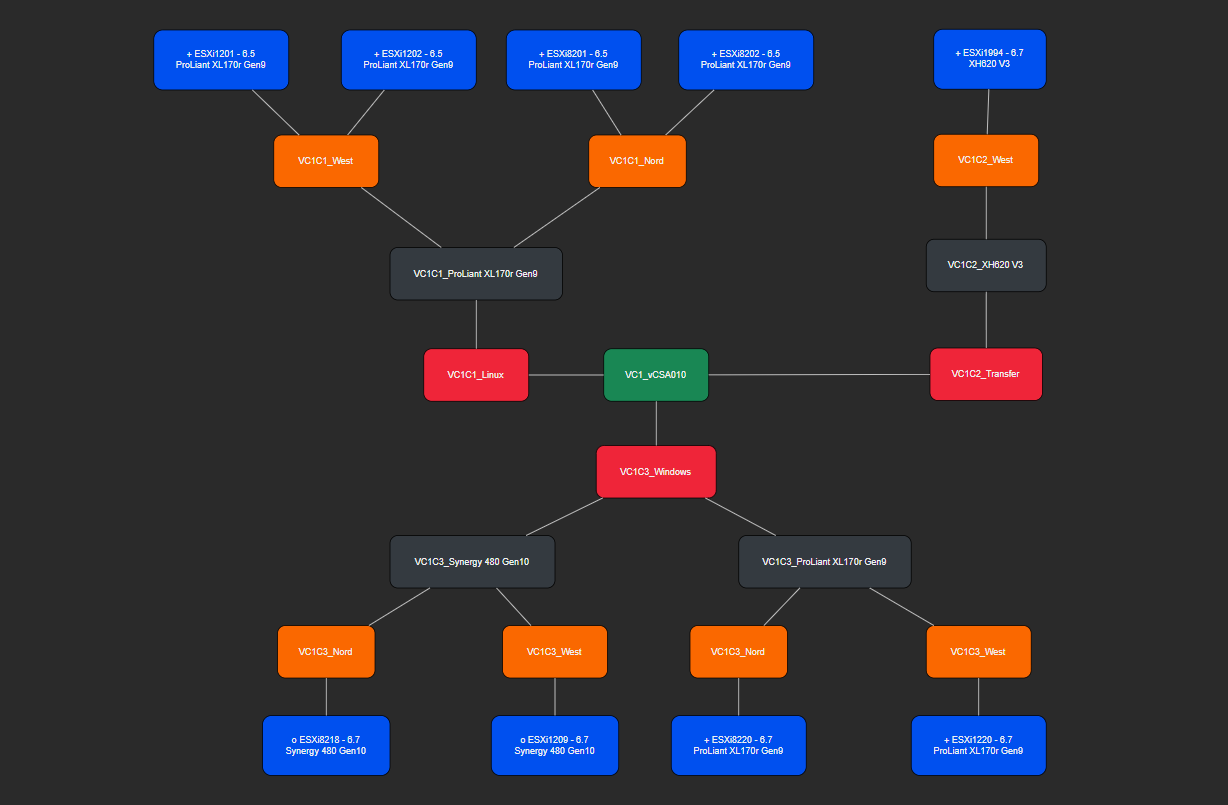 + ESXi1201 - 6.5
ProLiant XL170r Gen9
+ ESXi1202 - 6.5
ProLiant XL170r Gen9
+ ESXi8201 - 6.5
ProLiant XL170r Gen9
+ ESXi8202 - 6.5
ProLiant XL170r Gen9
+ ESXi1994 - 6.7
XH620 V3
VC1C1_West
VC1C1_Nord
VC1C2_West
VC1C1_ProLiant XL170r Gen9
VC1C2_XH620 V3
VC1C1_Linux
VC1_vCSA010
VC1C2_Transfer
VC1C3_Windows
VC1C3_Synergy 480 Gen10
VC1C3_ProLiant XL170r Gen9
VC1C3_Nord
VC1C3_West
VC1C3_Nord
VC1C3_West
o ESXi8218 - 6.7
Synergy 480 Gen10
o ESXi1209 - 6.7
Synergy 480 Gen10
+ ESXi8220 - 6.7
ProLiant XL170r Gen9
+ ESXi1220 - 6.7
ProLiant XL170r Gen9